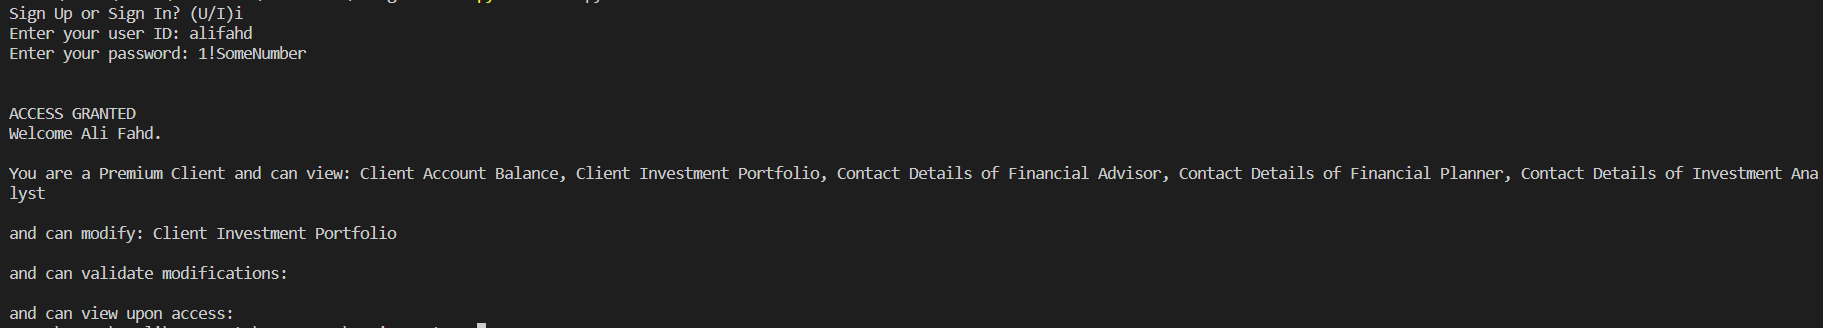 Sign Up or Sign In? (U/I)i
Enter your user ID: alifahd
Enter your password: 1!SomeNumber
ACCESS GRANTED
Welcome Ali Fahd.
You are a Premium Client and can view: Client Account Balance, Client Investment Portfolio, Contact Details of Financial Advisor, Contact Details of Financial Planner, Contact Details of Investment Ana
lyst
and can modify: Client Investment Portfolio
and can validate modifications:
and can view upon access: